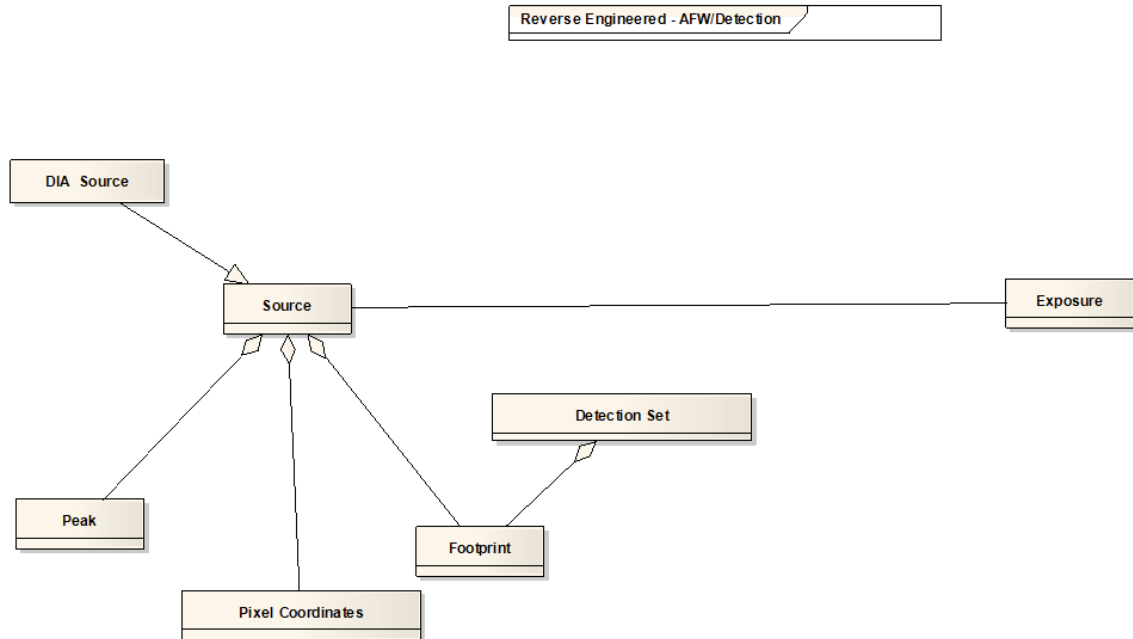 Reverse Engineered - AFW/Detection
DIA  Source
Source
Exposure
Detection Set
Peak
Footprint
Pixel Coordinates